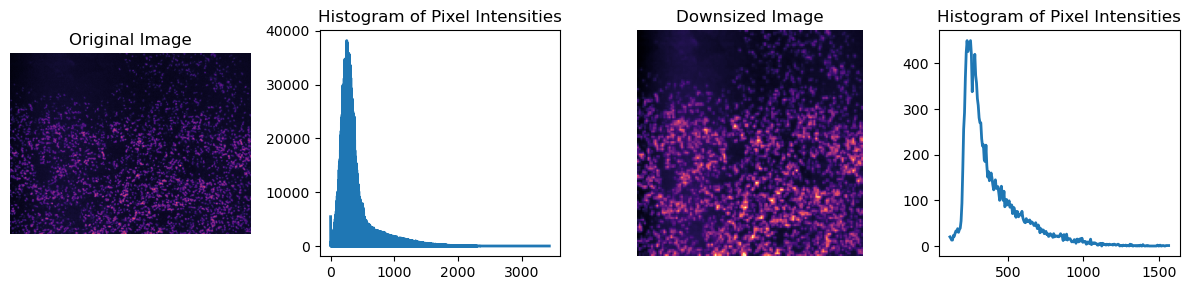 Original Image
Histogram of Pixel Intensities
40000
30000
20000
10000
0
0 1000 2000 3000
Downsized Image
Histogram of Pixel Intensities
400
300
200
100
0
500 1000 1500